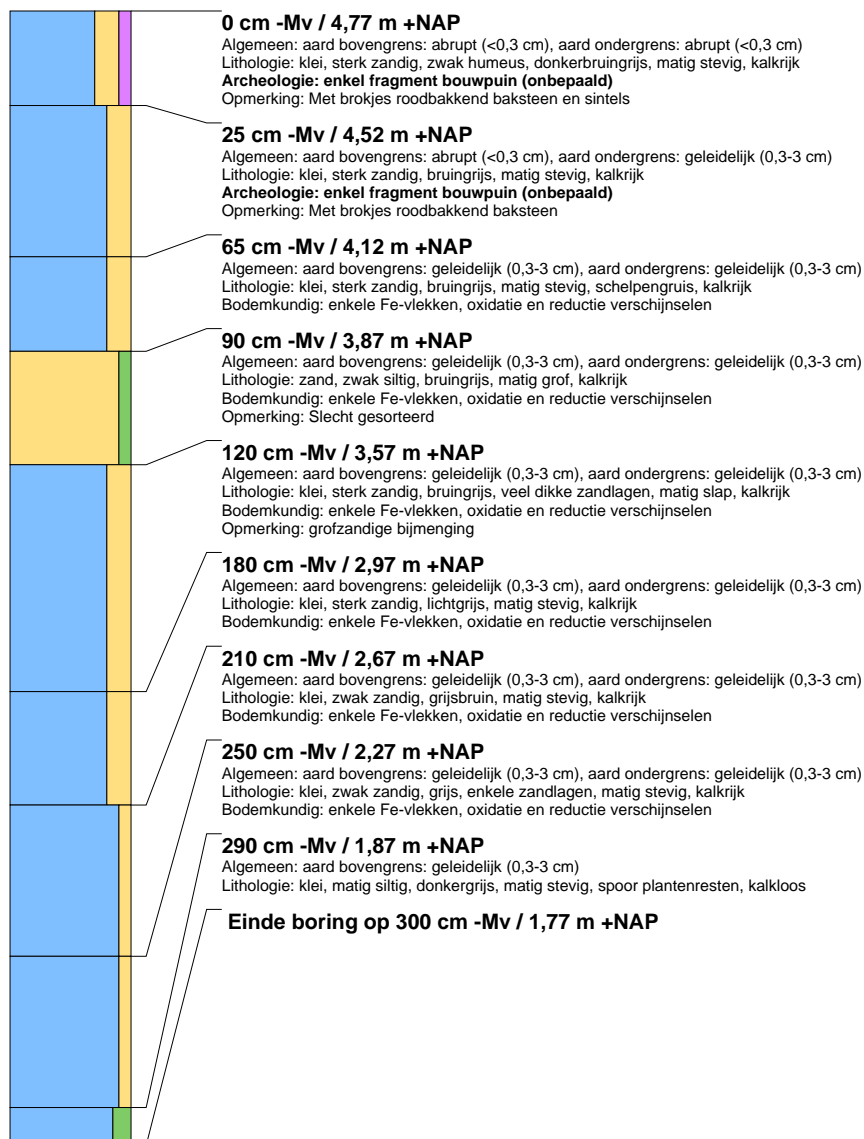 0 cm -Mv / 4,77 m +NAP
Algemeen: aard bovengrens: abrupt (<0,3 cm), aard ondergrens: abrupt (<0,3 cm)
Lithologie: klei, sterk zandig, zwak humeus, donkerbruingrijs, matig stevig, kalkrijk
Archeologie: enkel fragment bouwpuin (onbepaald)
Opmerking: Met brokjes roodbakkend baksteen en sintels
25 cm -Mv / 4,52 m +NAP
Algemeen: aard bovengrens: abrupt (<0,3 cm), aard ondergrens: geleidelijk (0,3-3 cm)
Lithologie: klei, sterk zandig, bruingrijs, matig stevig, kalkrijk
Archeologie: enkel fragment bouwpuin (onbepaald)
Opmerking: Met brokjes roodbakkend baksteen
65 cm -Mv / 4,12 m +NAP
Algemeen: aard bovengrens: geleidelijk (0,3-3 cm), aard ondergrens: geleidelijk (0,3-3 cm)
Lithologie: klei, sterk zandig, bruingrijs, matig stevig, schelpengruis, kalkrijk
Bodemkundig: enkele Fe-vlekken, oxidatie en reductie verschijnselen
90 cm -Mv / 3,87 m +NAP
Algemeen: aard bovengrens: geleidelijk (0,3-3 cm), aard ondergrens: geleidelijk (0,3-3 cm)
Lithologie: zand, zwak siltig, bruingrijs, matig grof, kalkrijk
Bodemkundig: enkele Fe-vlekken, oxidatie en reductie verschijnselen
Opmerking: Slecht gesorteerd
120 cm -Mv / 3,57 m +NAP
Algemeen: aard bovengrens: geleidelijk (0,3-3 cm), aard ondergrens: geleidelijk (0,3-3 cm)
Lithologie: klei, sterk zandig, bruingrijs, veel dikke zandlagen, matig slap, kalkrijk
Bodemkundig: enkele Fe-vlekken, oxidatie en reductie verschijnselen
Opmerking: grofzandige bijmenging
180 cm -Mv / 2,97 m +NAP
Algemeen: aard bovengrens: geleidelijk (0,3-3 cm), aard ondergrens: geleidelijk (0,3-3 cm)
Lithologie: klei, sterk zandig, lichtgrijs, matig stevig, kalkrijk
Bodemkundig: enkele Fe-vlekken, oxidatie en reductie verschijnselen
210 cm -Mv / 2,67 m +NAP
Algemeen: aard bovengrens: geleidelijk (0,3-3 cm), aard ondergrens: geleidelijk (0,3-3 cm)
Lithologie: klei, zwak zandig, grijsbruin, matig stevig, kalkrijk
Bodemkundig: enkele Fe-vlekken, oxidatie en reductie verschijnselen
250 cm -Mv / 2,27 m +NAP
Algemeen: aard bovengrens: geleidelijk (0,3-3 cm), aard ondergrens: geleidelijk (0,3-3 cm)
Lithologie: klei, zwak zandig, grijs, enkele zandlagen, matig stevig, kalkrijk
Bodemkundig: enkele Fe-vlekken, oxidatie en reductie verschijnselen
290 cm -Mv / 1,87 m +NAP
Algemeen: aard bovengrens: geleidelijk (0,3-3 cm)
Lithologie: klei, matig siltig, donkergrijs, matig stevig, spoor plantenresten, kalkloos
Einde boring op 300 cm -Mv / 1,77 m +NAP